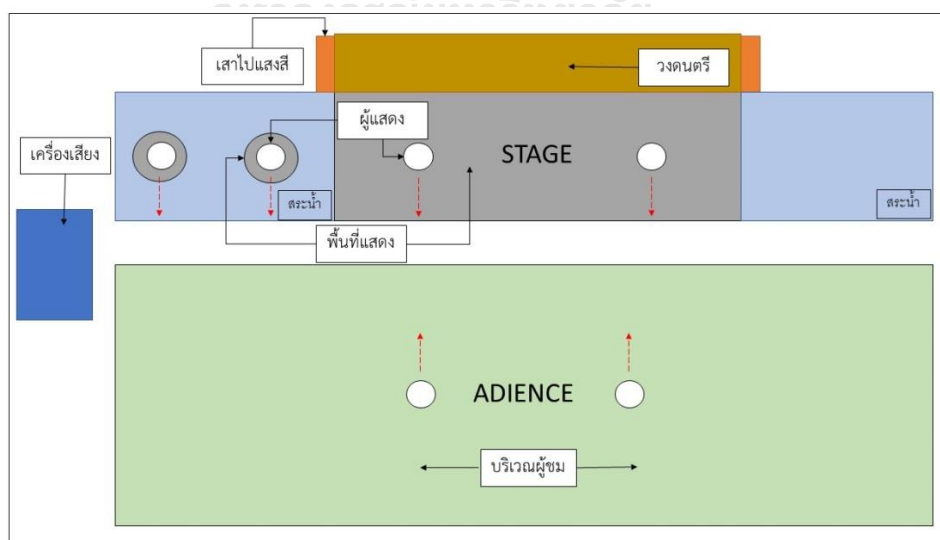 เสาไปแสงสี
วงดนตรี
ผู้แสดง
เครื่องเสียง
STAGE
สระน้ำ
สระน้ำ
พื้นที่แสดง
ADIENCE
บริเวณผู้ชม